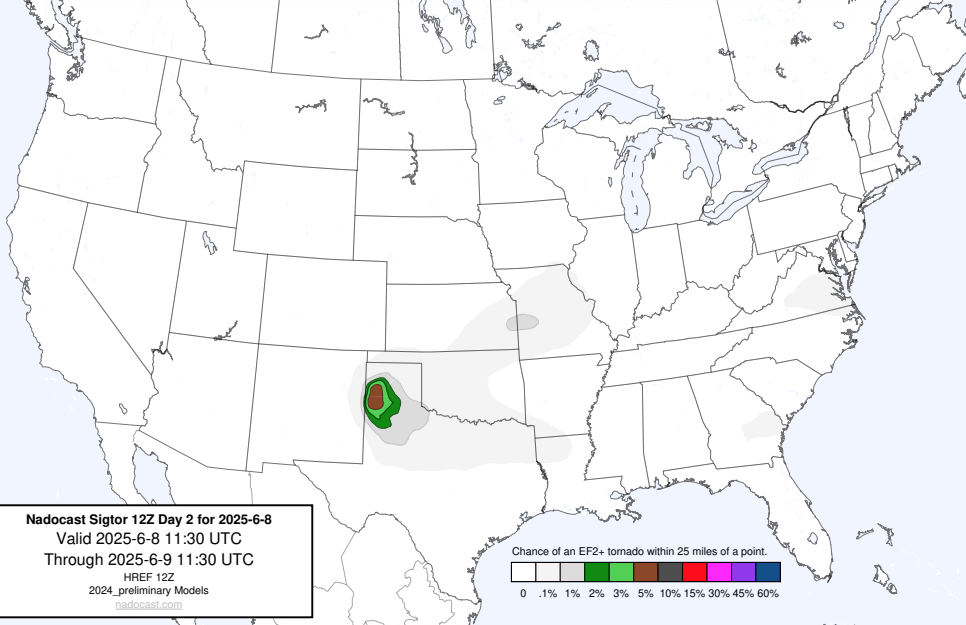 Nadocast Sigtor 12Z Day 2 for 2025-6-8
Valid 2025-6-8 11:30 UTC
Through 2025-6-9 11:30 UTC
HREF 12Z
2024_preliminary Models
nadocast.com
Chance of an EF2+ tornado within 25 miles of a point.
0 .1% 1% 2% 3% 5% 10% 15% 30% 45% 60%